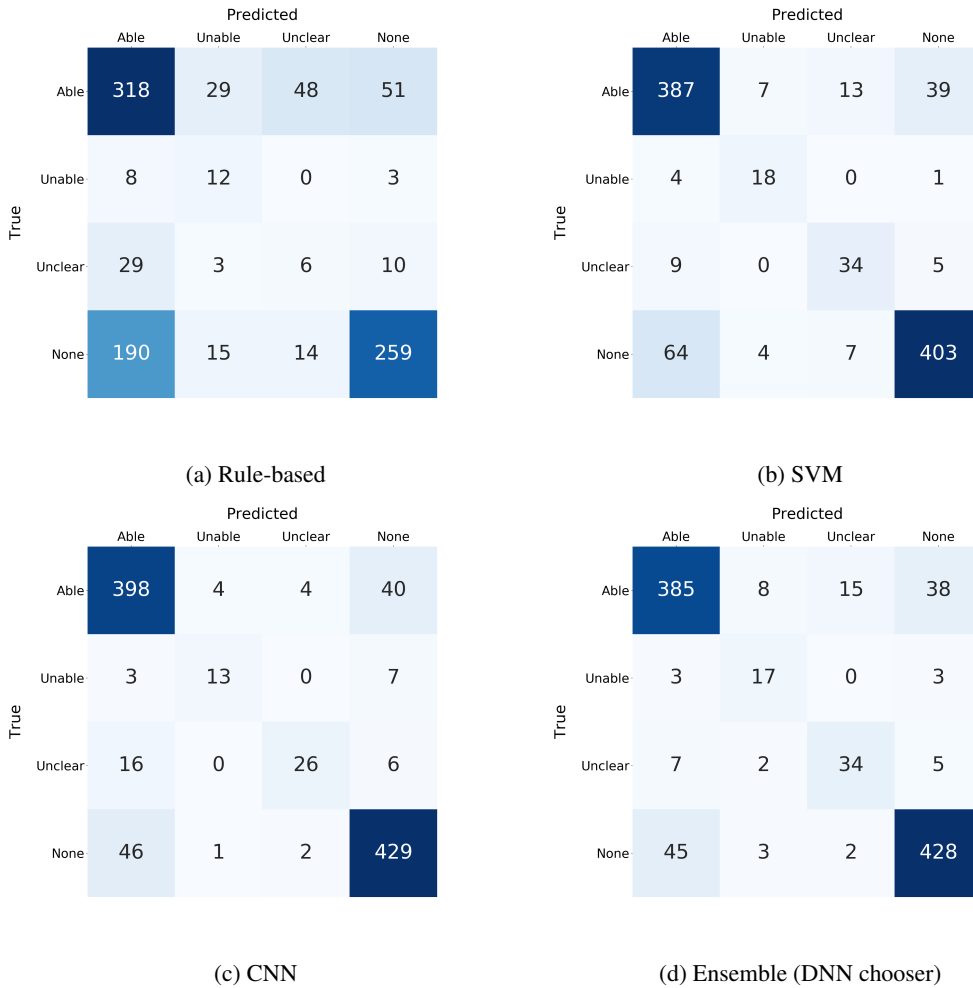 Predicted
Able Unable Unclear None
True
Able 318 29 48 51
Unable 8 12 0 3
Unclear 29 3 6 10
None 190 15 14 259
(a) Rule-based
Predicted
Able Unable Unclear None
True
Able 387 7 13 39
Unable 4 18 0 1
Unclear 9 0 34 5
None 64 4 7 403
(b) SVM
Predicted
Able Unable Unclear None
True
Able 398 4 4 40
Unable 3 13 0 7
Unclear 16 0 26 6
None 46 1 2 429
(c) CNN
Predicted
Able Unable Unclear None
True
Able 385 8 15 38
Unable 3 17 0 3
Unclear 7 2 34 5
None 45 3 2 428
(d) Ensemble (DNN chooser)